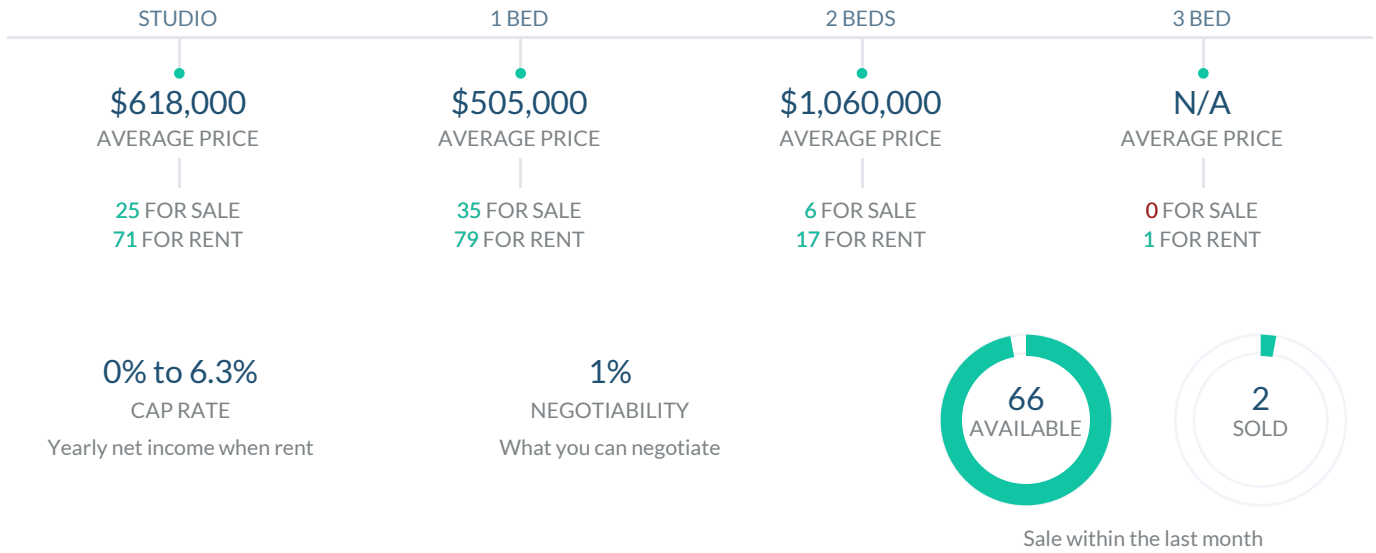 STUDIO
1 BED
2 BEDS
3 BED
$618,000
AVERAGE PRICE
$505,000
AVERAGE PRICE
$1,060,000
AVERAGE PRICE
N/A
AVERAGE PRICE
25 FOR SALE
71 FOR RENT
35 FOR SALE
79 FOR RENT
6 FOR SALE
17 FOR RENT
0 FOR SALE
1 FOR RENT
0% to 6.3%
CAP RATE
Yearly net income when rent
1%
NEGOTIABILITY
What you can negotiate
66
AVAILABLE
2
SOLD
Sale within the last month